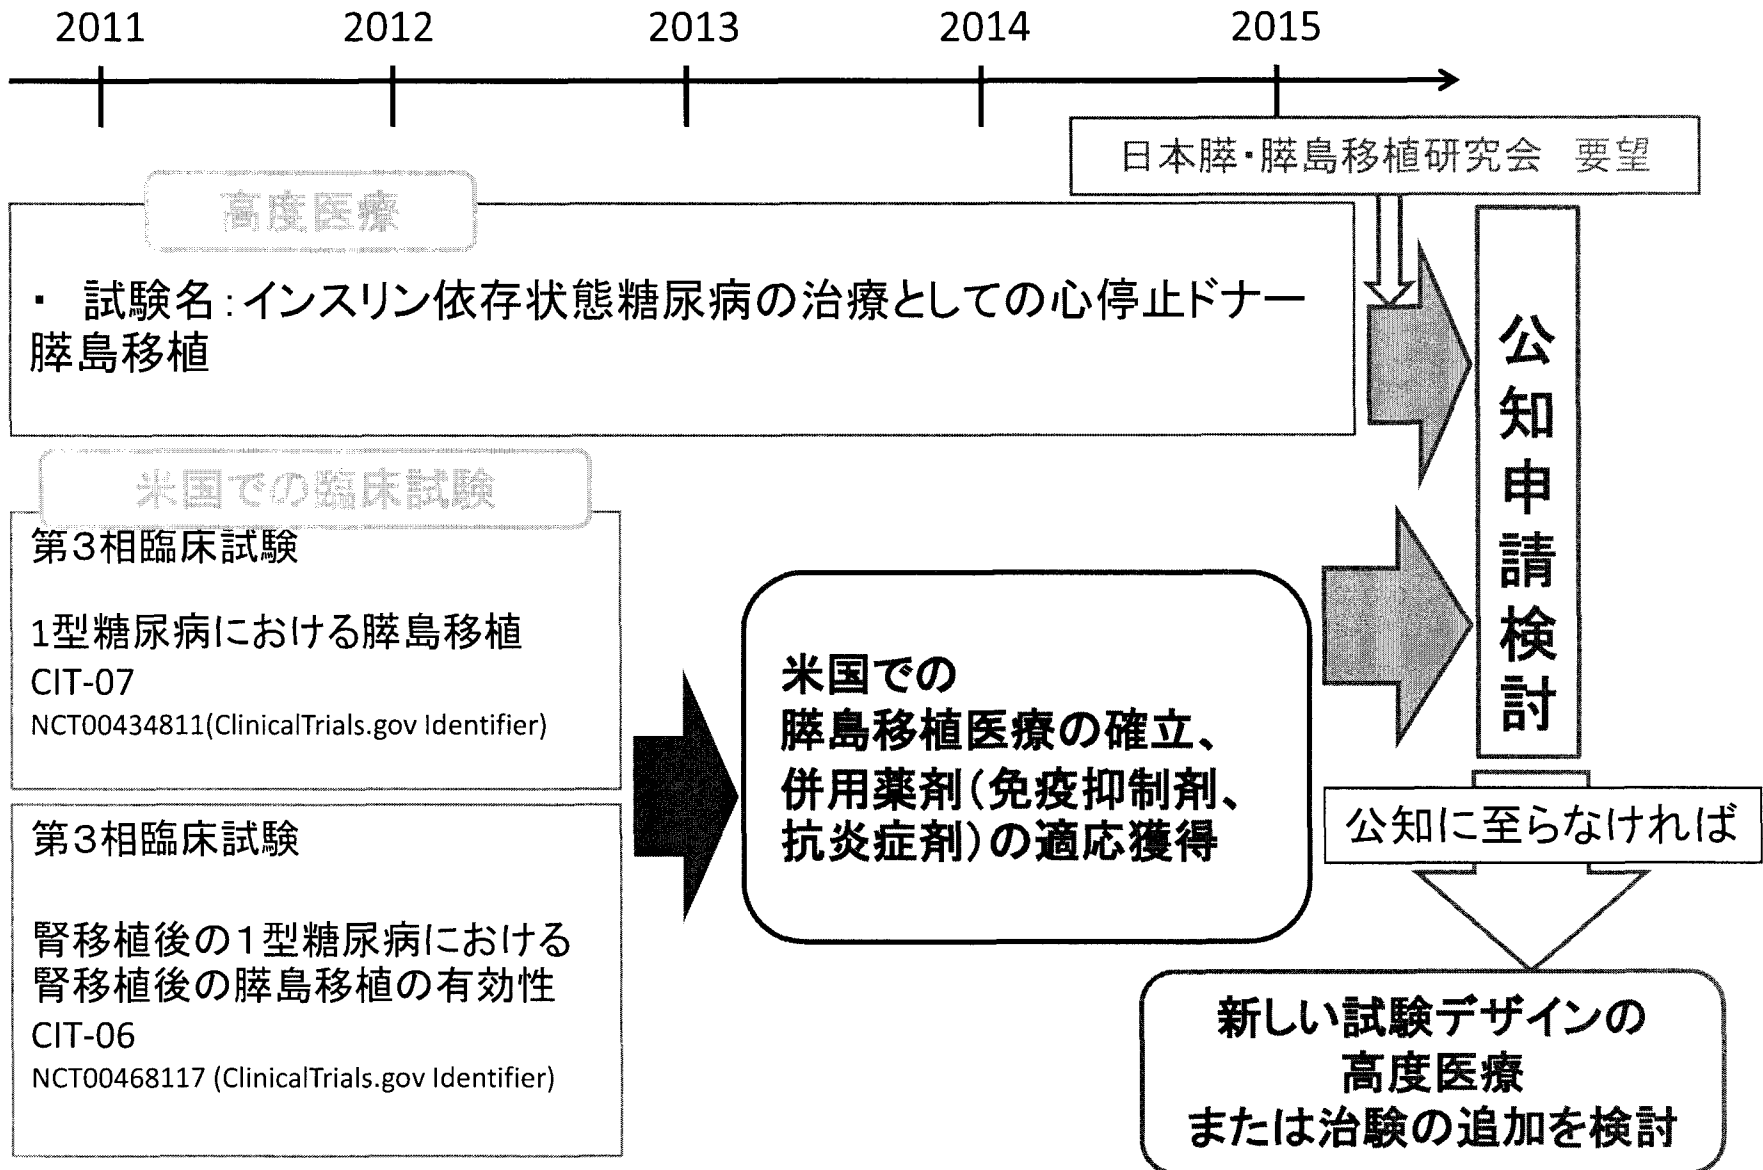 2011 2012 2013 2014 2015
日本膵・膵島移植研究会 要望
高度医療
・ 試験名:インスリン依存状態糖尿病の治療としての心停止ドナー
膵島移植
米国での臨床試験
第3相臨床試験
1型糖尿病における膵島移植
CIT-07
NCT00434811(ClinicalTrials.gov Identifier)
第3相臨床試験
腎移植後の1型糖尿病における
腎移植後の膵島移植の有効性
CIT-06
NCT00468117 (ClinicalTrials.gov Identifier)
米国での
膵島移植医療の確立、
併用薬剤(免疫抑制剤、
抗炎症剤)の適応獲得
公知申請検討
公知に至らなければ
新しい試験デザインの
高度医療
または治験の追加を検討